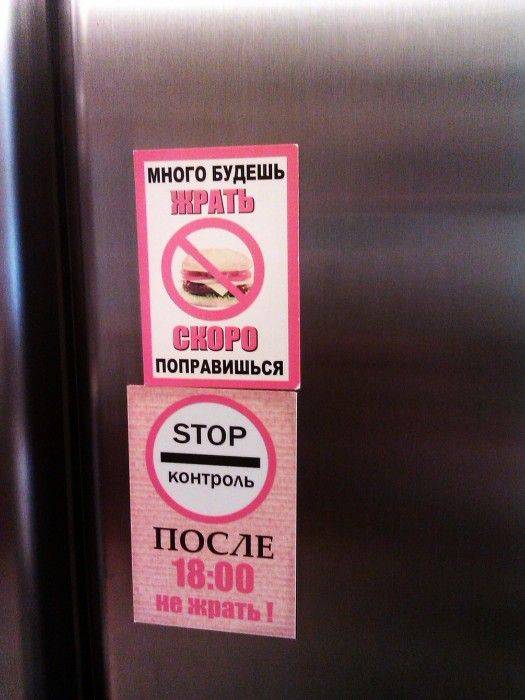 МНОГО БУДЕШЬ
ЖРАТЬ
СКОРО
ПОПРАВИШЬСЯ
STOP
контроль
ПОСЛЕ
18:00
не жрать !